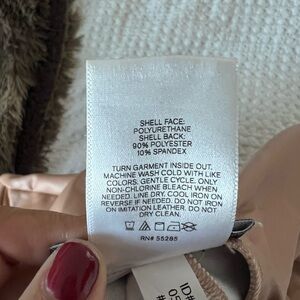 SHELL FACE:
POLYURETHANE
SHELL BACK:
90% POLYESTER
10% SPANDEX
TURN GARMENT INSIDE OUT,
MACHINE WASH COLD WITH LIKE
COLORS. GENTLE CYCLE. ONLY
NON-CHLORINE BLEACH WHEN
NEEDED. LINE DRY. COOL IRON ON
REVERSE IF NEEDED. DO NOT IRON
ON IMITATION LEATHER. DO NOT
DRY CLEAN.
RN# 55285
ID#